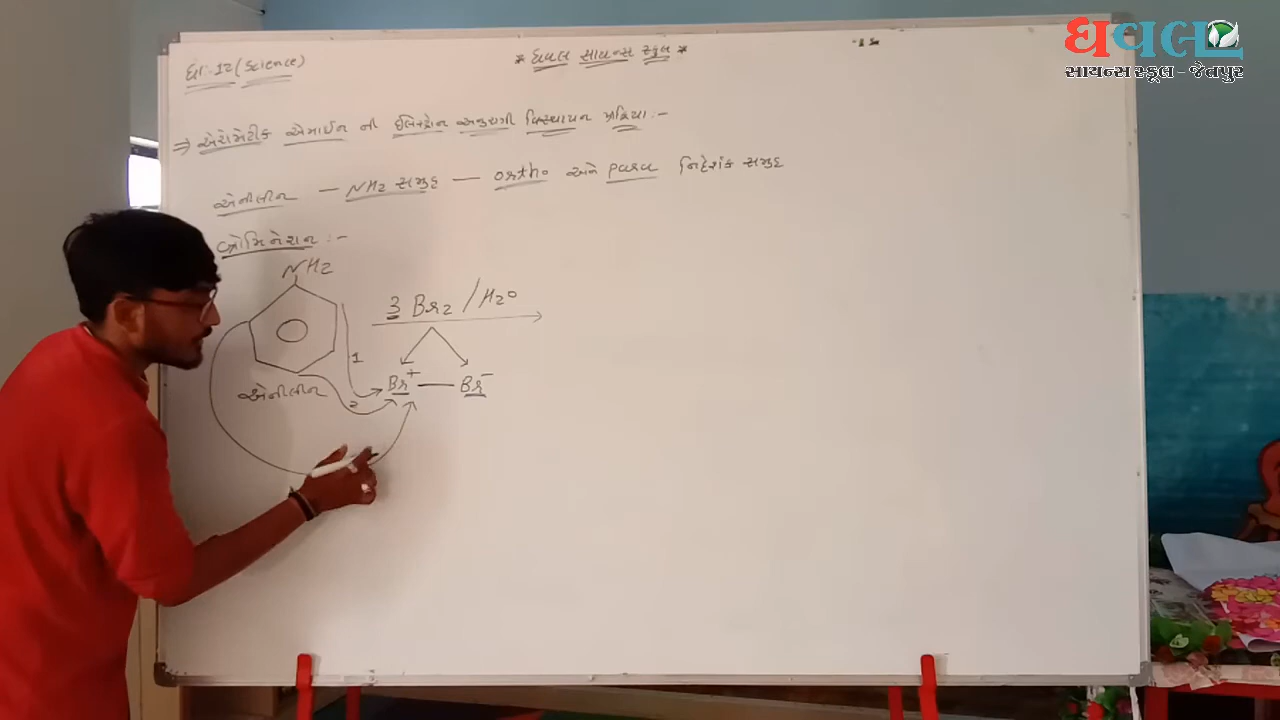 ધવલ
સાયન્સ સ્કૂલ - જેતપુર
ધો:-12 (Science)
* ધવલ સાયન્સ સ્કૂલ *
⇒ એરોમેટીક એમાઈન ની ઈલેક્ટ્રોન અનુરાગી વિસ્થાપન પ્રક્રિયા:-
એનીલીન — NH2 સમુહ — ortho અને para નિર્દેશક સમુહ
બ્રોમિનેશન:-
NH2
3 Br2 / H2O
1
Br+ — Br-
એનીલીન
2